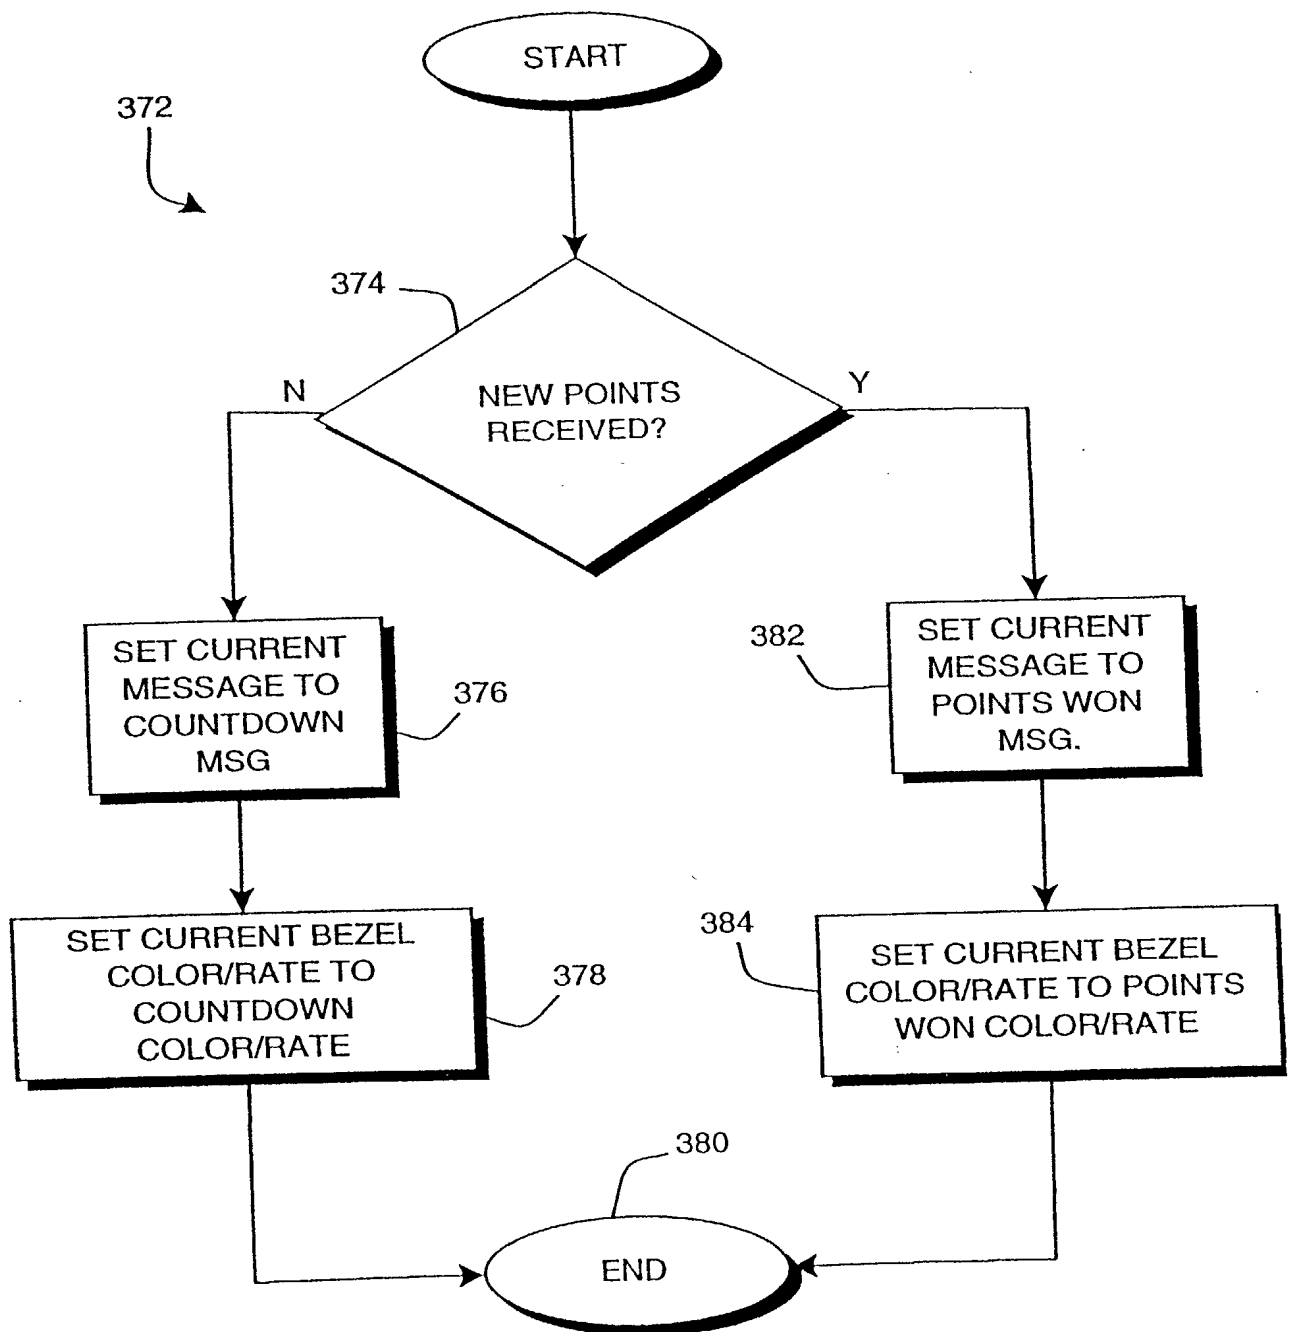 START
372
374
N
Y
NEW POINTS
RECEIVED?
SET CURRENT
MESSAGE TO
COUNTDOWN
MSG
376
382
SET CURRENT
MESSAGE TO
POINTS WON
MSG.
SET CURRENT BEZEL
COLOR/RATE TO
COUNTDOWN
COLOR/RATE
378
384
SET CURRENT BEZEL
COLOR/RATE TO POINTS
WON COLOR/RATE
380
END